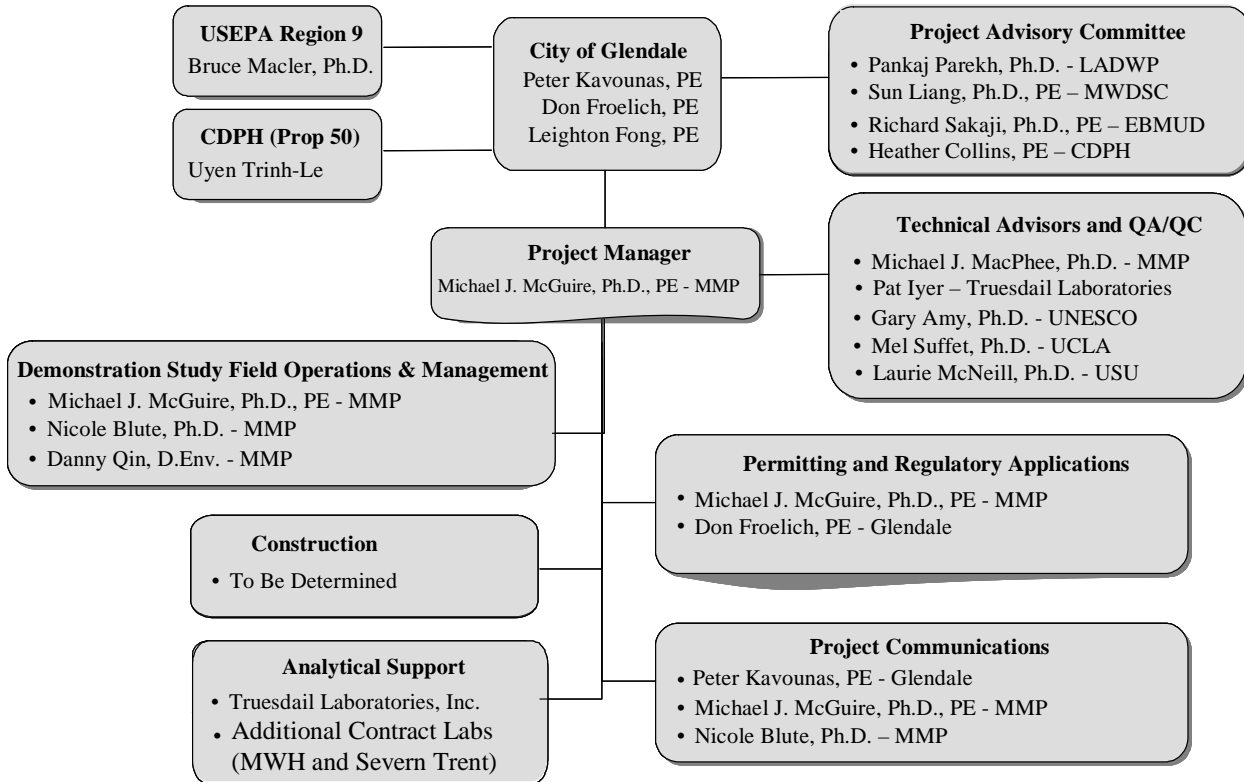 USEPA Region 9
Bruce Macler, Ph.D.
CDPH (Prop 50)
Uyen Trinh-Le
City of Glendale
Peter Kavounas, PE
Don Froelich, PE
Leighton Fong, PE
Project Advisory Committee
• Pankaj Parekh, Ph.D. - LADWP
• Sun Liang, Ph.D., PE – MWDSC
• Richard Sakaji, Ph.D., PE – EBMUD
• Heather Collins, PE – CDPH
Project Manager
Michael J. McGuire, Ph.D., PE - MMP
Technical Advisors and QA/QC
• Michael J. MacPhee, Ph.D. - MMP
• Pat Iyer – Truesdail Laboratories
• Gary Amy, Ph.D. - UNESCO
• Mel Suffet, Ph.D. - UCLA
• Laurie McNeill, Ph.D. - USU
Demonstration Study Field Operations & Management
• Michael J. McGuire, Ph.D., PE - MMP
• Nicole Blute, Ph.D. - MMP
• Danny Qin, D.Env. - MMP
Permitting and Regulatory Applications
• Michael J. McGuire, Ph.D., PE - MMP
• Don Froelich, PE - Glendale
Construction
• To Be Determined
Analytical Support
• Truesdail Laboratories, Inc.
• Additional Contract Labs
(MWH and Severn Trent)
Project Communications
• Peter Kavounas, PE - Glendale
• Michael J. McGuire, Ph.D., PE - MMP
• Nicole Blute, Ph.D. – MMP